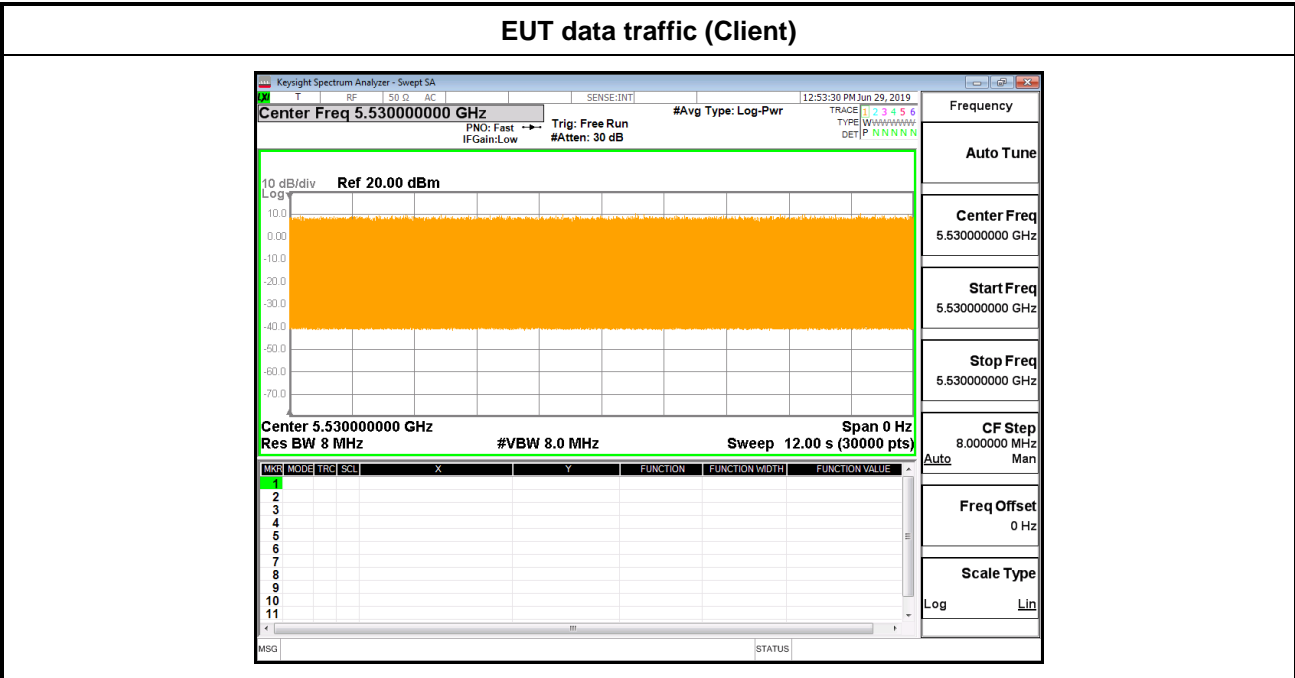 EUT data traffic (Client)
Keysight Spectrum Analyzer - Swept SA
LXI T RF 50 Ω AC SENSE:INT 12:53:30 PM Jun 29, 2019
Center Freq 5.530000000 GHz
PNO: Fast
IFGain:Low
Trig: Free Run
#Atten: 30 dB
#Avg Type: Log-Pwr
TRACE 1 2 3 4 5 6
TYPE W W W W W W
DET P N N N N N
10 dB/div
Log
Ref 20.00 dBm
10.0
0.00
-10.0
-20.0
-30.0
-40.0
-50.0
-60.0
-70.0
Center 5.530000000 GHz Span 0 Hz
Res BW 8 MHz #VBW 8.0 MHz Sweep 12.00 s (30000 pts)
MKR MODE TRC SCL X Y FUNCTION FUNCTION WIDTH FUNCTION VALUE
1
2
3
4
5
6
7
8
9
10
11
MSG STATUS
Frequency
Auto Tune
Center Freq
5.530000000 GHz
Start Freq
5.530000000 GHz
Stop Freq
5.530000000 GHz
CF Step
8.000000 MHz
Auto Man
Freq Offset
0 Hz
Scale Type
Log Lin